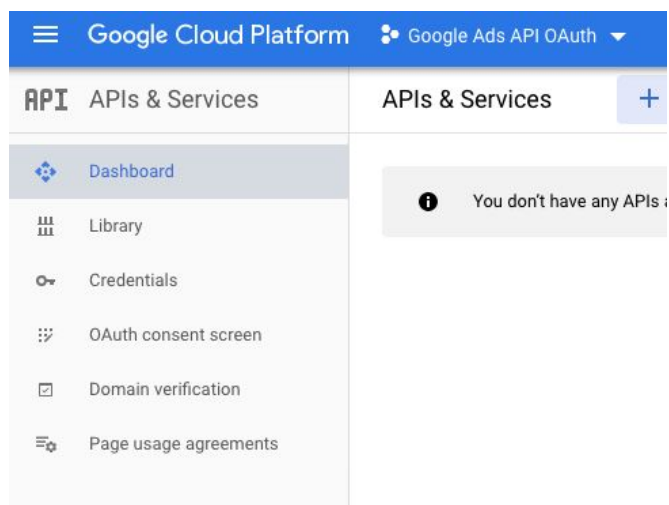 Google Cloud Platform
Google Ads API OAuth
API APIs & Services
APIs & Services
Dashboard
You don't have any APIs
Library
Credentials
OAuth consent screen
Domain verification
Page usage agreements